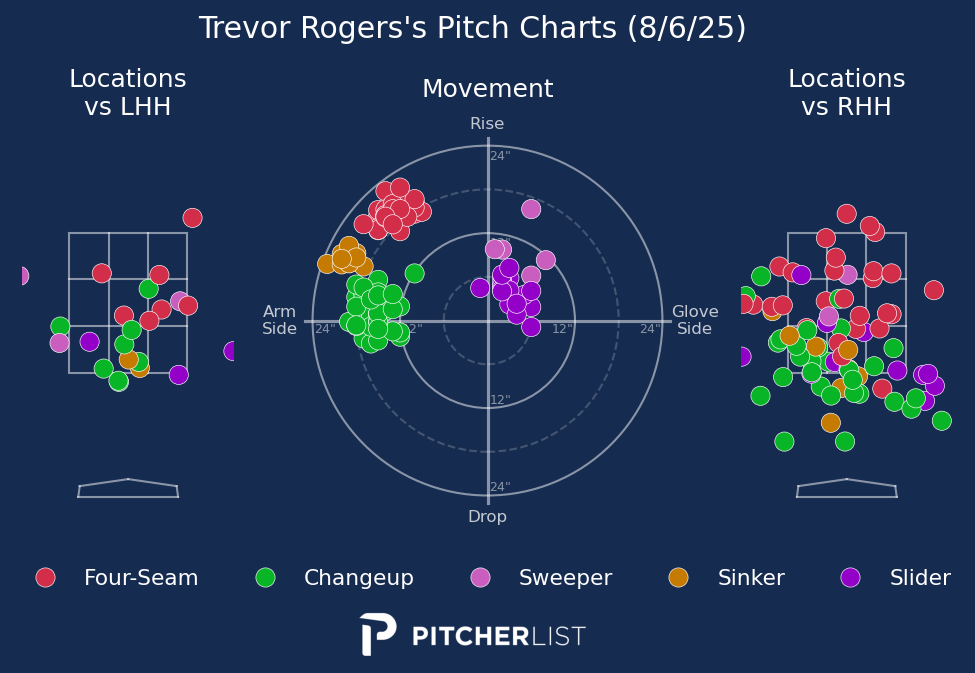 Trevor Rogers's Pitch Charts (8/6/25)
Locations
vs LHH
Movement
Locations
vs RHH
Rise
24"
Arm
Side
24"
12"
24"
Glove
Side
12"
24"
Drop
Four-Seam
Changeup
Sweeper
Sinker
Slider
PITCHERLIST